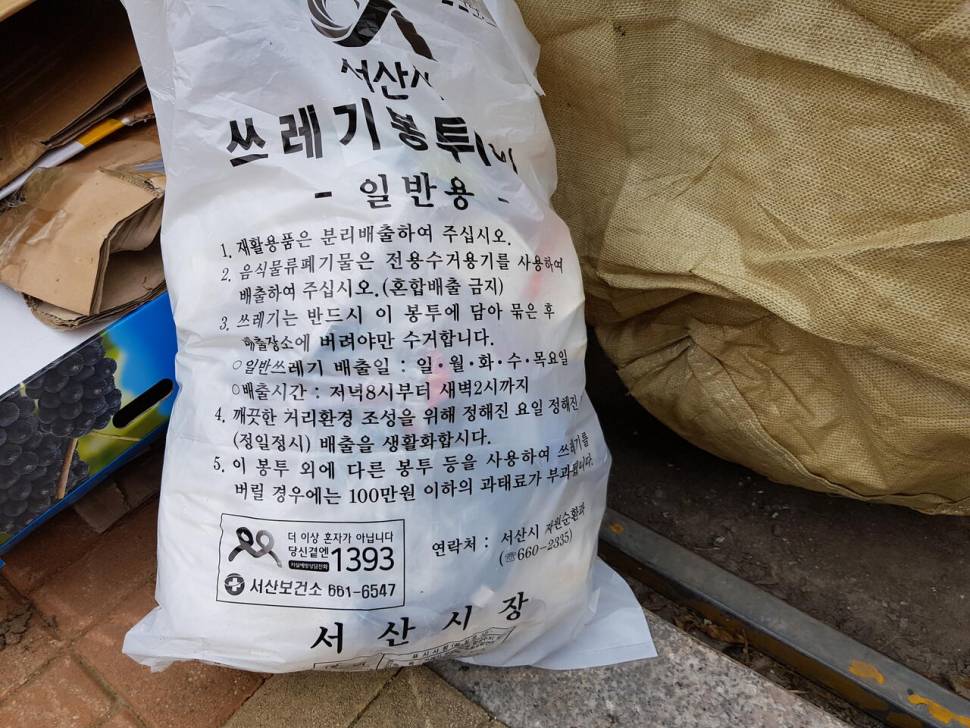 서산시
쓰레기봉투
- 일반용 -
1. 재활용품은 분리배출하여 주십시오.
2. 음식물류폐기물은 전용수거용기를 사용하여
배출하여 주십시오.(혼합배출 금지)
3. 쓰레기는 반드시 이 봉투에 담아 묶은 후
배출장소에 버려야만 수거합니다.
○일반쓰레기 배출일 : 일·월·화·수·목요일
○배출시간 : 저녁8시부터 새벽2시까지
4. 깨끗한 거리환경 조성을 위해 정해진 요일 정해진
(정일정시) 배출을 생활화합시다.
5. 이 봉투 외에 다른 봉투 등을 사용하여 쓰레기를
버릴 경우에는 100만원 이하의 과태료가 부과됩니다.
더 이상 혼자가 아닙니다
당신곁엔 1393
자살예방상담전화
서산보건소 661-6547
연락처 : 서산시 자원순환과
(☏660-2335)
서산시장